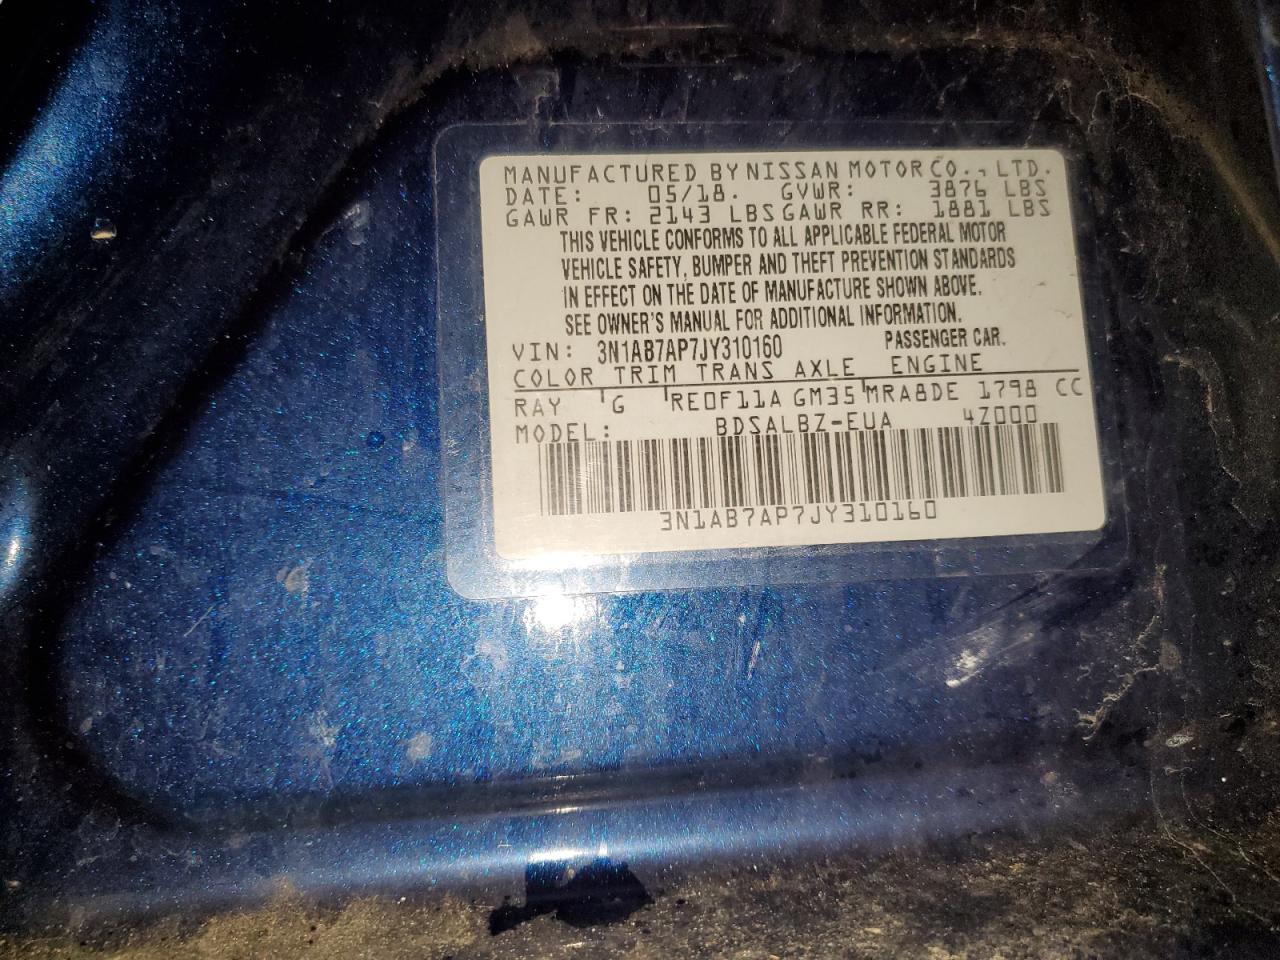 MANUFACTURED BY NISSAN MOTOR CO., LTD.
DATE: 05/18. GVWR: 3876 LBS
GAWR FR: 2143 LBS GAWR RR: 1881 LBS
THIS VEHICLE CONFORMS TO ALL APPLICABLE FEDERAL MOTOR
VEHICLE SAFETY, BUMPER AND THEFT PREVENTION STANDARDS
IN EFFECT ON THE DATE OF MANUFACTURE SHOWN ABOVE.
SEE OWNER'S MANUAL FOR ADDITIONAL INFORMATION.
VIN: 3N1AB7AP7JY310160 PASSENGER CAR.
COLOR TRIM TRANS AXLE ENGINE
RAY G RE0F11A GM35 MRA8DE 1798 CC
MODEL: BDSALBZ-EUA 4Z000
3N1AB7AP7JY310160